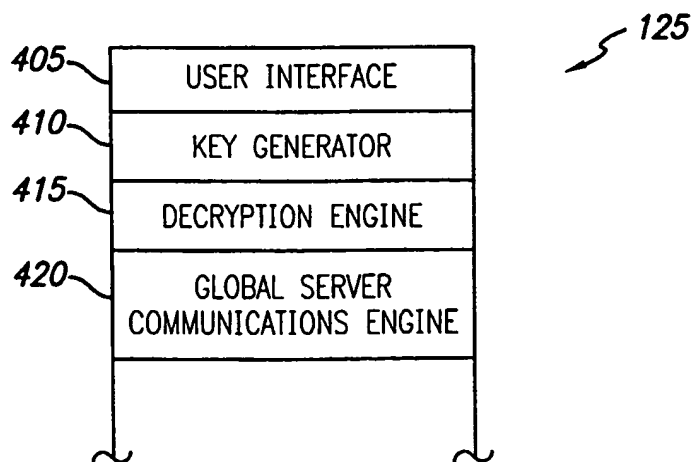 125
405
USER INTERFACE
410
KEY GENERATOR
415
DECRYPTION ENGINE
420
GLOBAL SERVER
COMMUNICATIONS ENGINE